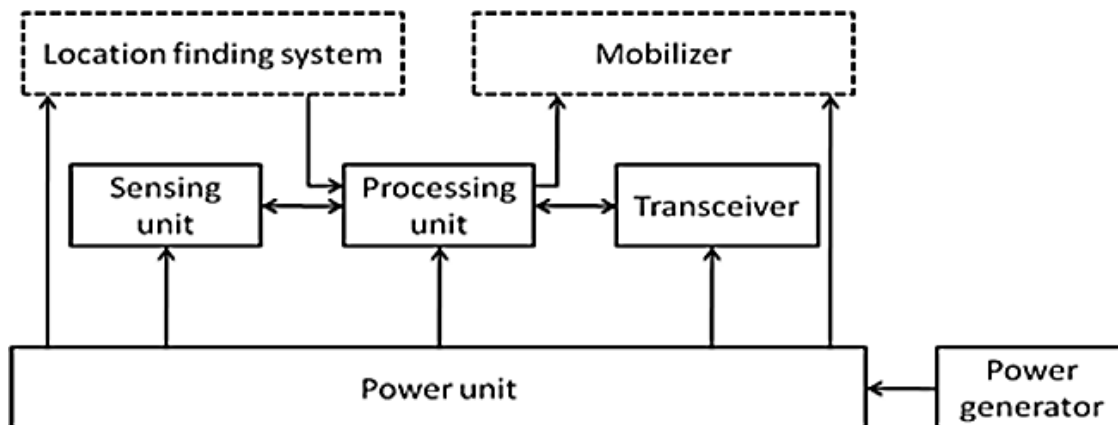 Location finding system
Mobilizer
Sensing
unit
Processing
unit
Transceiver
Power unit
Power
generator